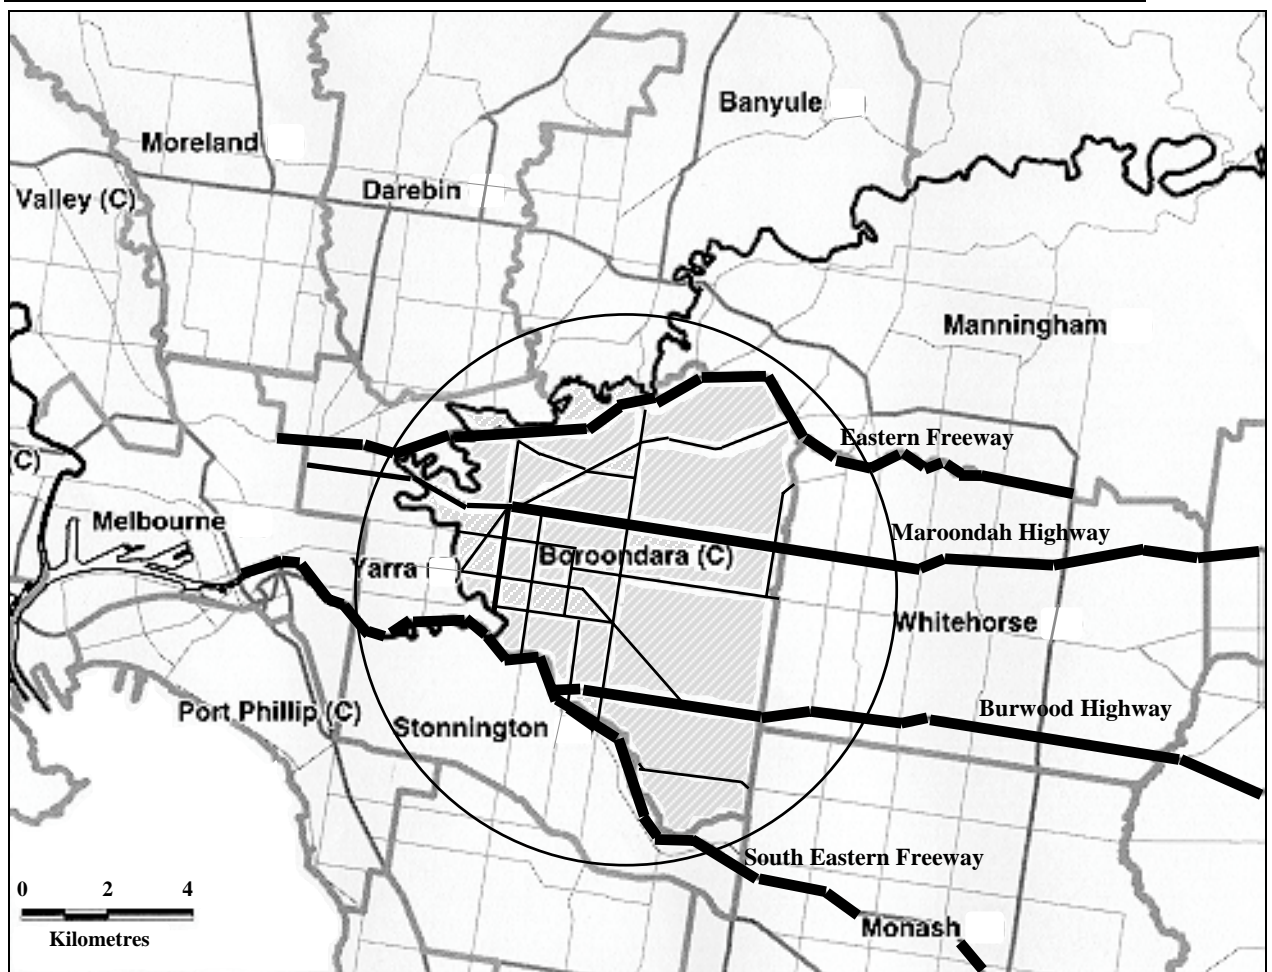 Banyule
Moreland
Darebin
Valley (C)
Manningham
Eastern Freeway
(C)
Melbourne
Maroondah Highway
Boroondara (C)
Yarra
Whitehorse
Port Phillip (C)
Stonnington
Burwood Highway
South Eastern Freeway
0 2 4
Kilometres
Monash